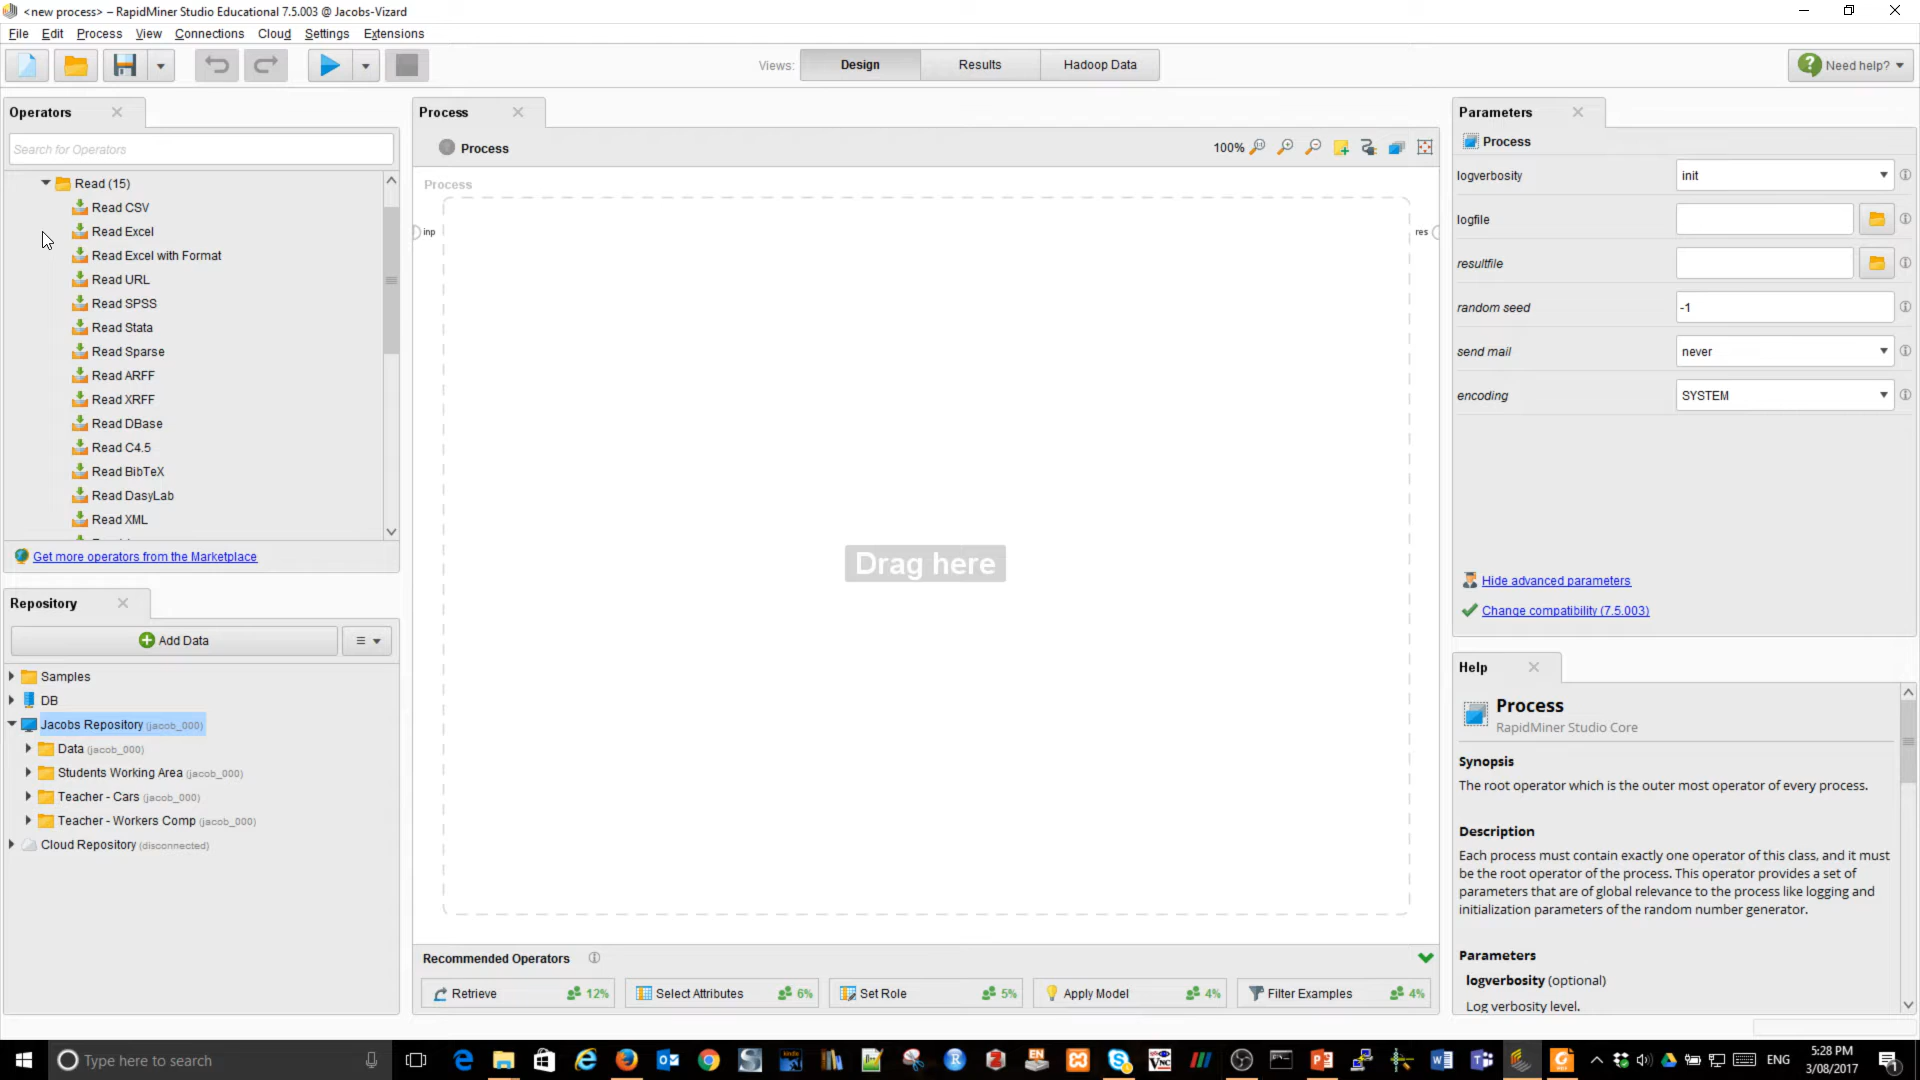 <new process> – RapidMiner Studio Educational 7.5.003 @ Jacobs-Vizard
File Edit Process View Connections Cloud Settings Extensions
Views: Design Results Hadoop Data Need help?
Operators
Search for Operators
Read (15)
Read CSV
Read Excel
Read Excel with Format
Read URL
Read SPSS
Read Stata
Read Sparse
Read ARFF
Read XRFF
Read DBase
Read C4.5
Read BibTeX
Read DasyLab
Read XML
Get more operators from the Marketplace
Repository
Add Data
Samples
DB
Jacobs Repository (jacob_000)
Data (jacob_000)
Students Working Area (jacob_000)
Teacher - Cars (jacob_000)
Teacher - Workers Comp (jacob_000)
Cloud Repository (disconnected)
Process
Process 100%
Process
inp res
Drag here
Recommended Operators
Retrieve 12% Select Attributes 6% Set Role 5% Apply Model 4% Filter Examples 4%
Parameters
Process
logverbosity init
logfile
resultfile
random seed -1
send mail never
encoding SYSTEM
Hide advanced parameters
Change compatibility (7.5.003)
Help
Process
RapidMiner Studio Core
Synopsis
The root operator which is the outer most operator of every process.
Description
Each process must contain exactly one operator of this class, and it must
be the root operator of the process. This operator provides a set of
parameters that are of global relevance to the process like logging and
initialization parameters of the random number generator.
Parameters
logverbosity (optional)
Log verbosity level.
Type here to search
ENG 5:28 PM
3/08/2017